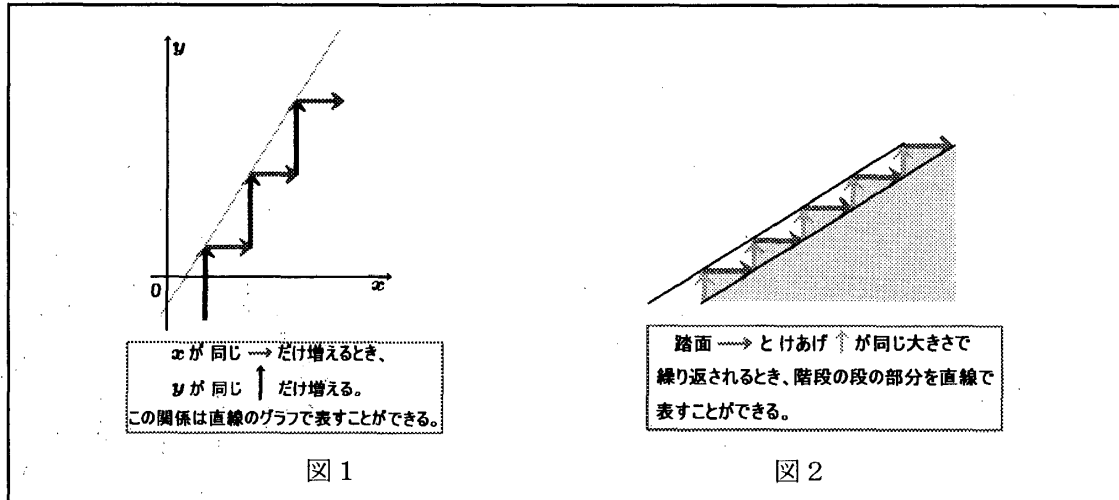 y
0
x
xが 同じ → だけ増えるとき、
yが 同じ ↑ だけ増える。
この関係は直線のグラフで表すことができる。
図1
踏面 → と けあげ ↑ が同じ大きさで
繰り返されるとき、階段の段の部分を直線で
表すことができる。
図2